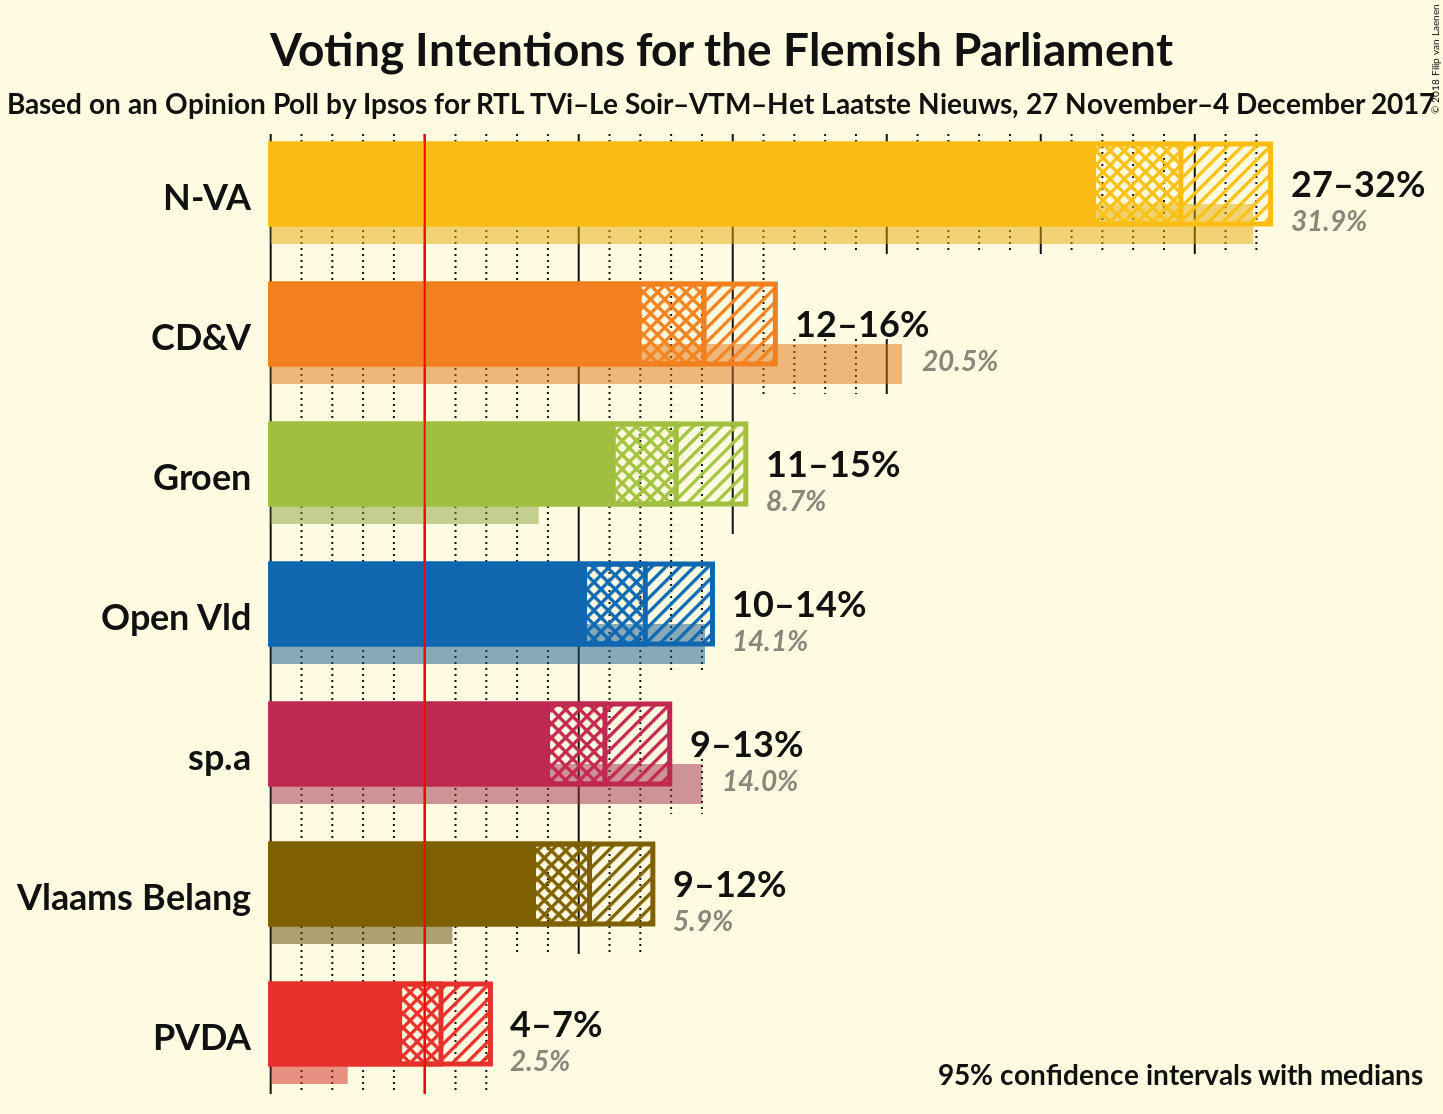 Voting Intentions for the Flemish Parliament
Based on an Opinion Poll by Ipsos for RTL TVi–Le Soir–VTM–Het Laatste Nieuws, 27 November–4 December 2017
© 2018 Filip van Laenen
N-VA
27–32%
31.9%
CD&V
12–16%
20.5%
Groen
11–15%
8.7%
Open Vld
10–14%
14.1%
sp.a
9–13%
14.0%
Vlaams Belang
9–12%
5.9%
PVDA
4–7%
2.5%
95% confidence intervals with medians